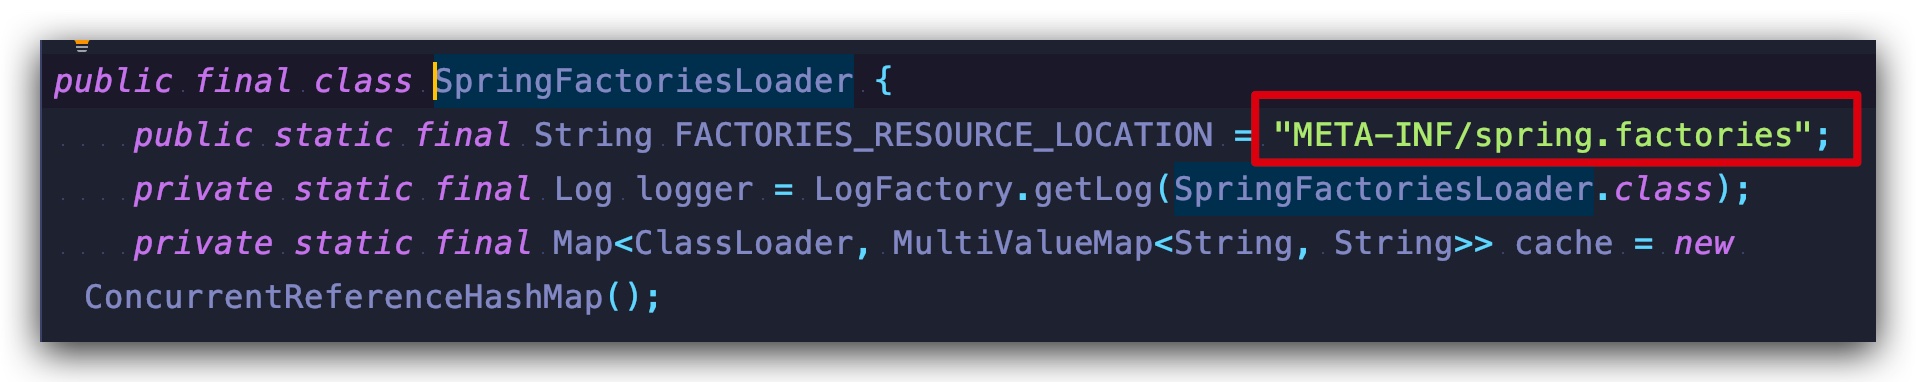 public final class SpringFactoriesLoader {
public static final String FACTORIES_RESOURCE_LOCATION = "META-INF/spring.factories";
private static final Log logger = LogFactory.getLog(SpringFactoriesLoader.class);
private static final Map<ClassLoader, MultiValueMap<String, String>> cache = new
ConcurrentReferenceHashMap();